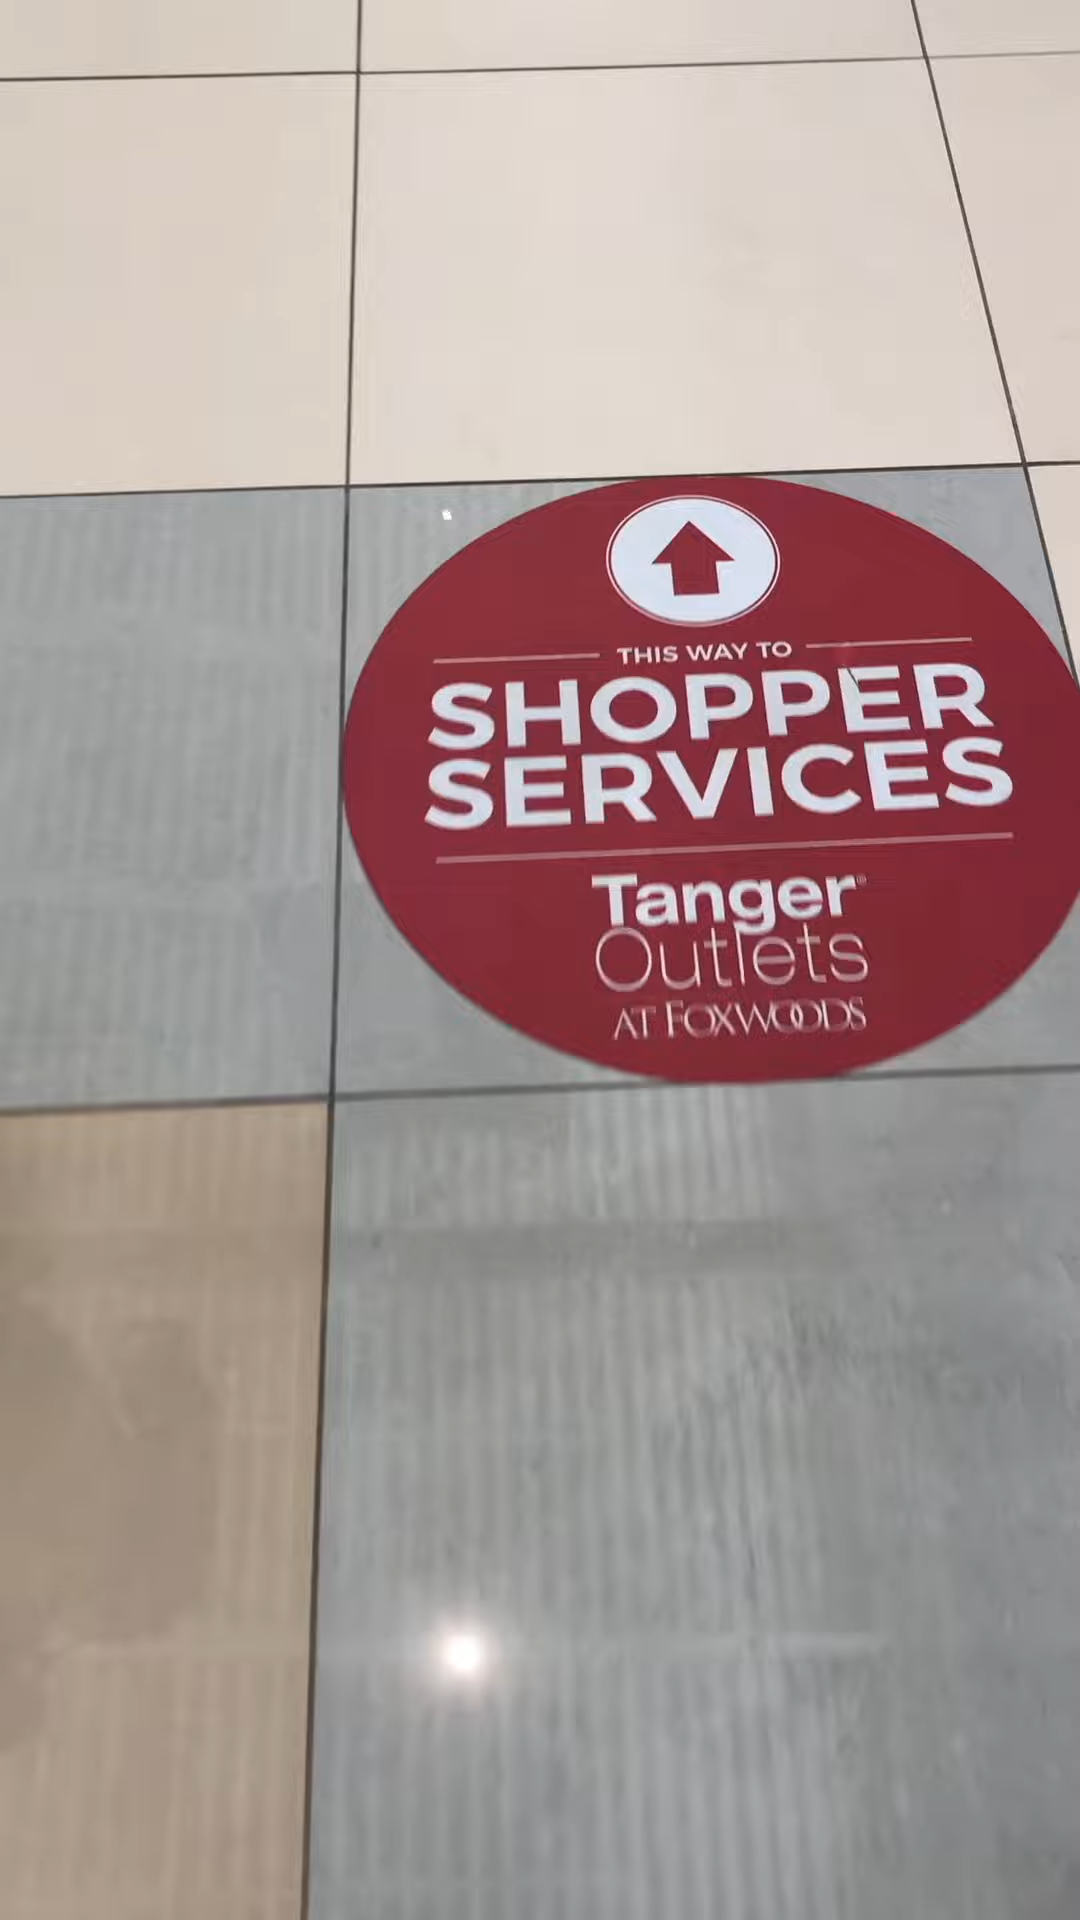 THIS WAY TO
SHOPPER
SERVICES
Tanger®
Outlets
AT FOXWOODS